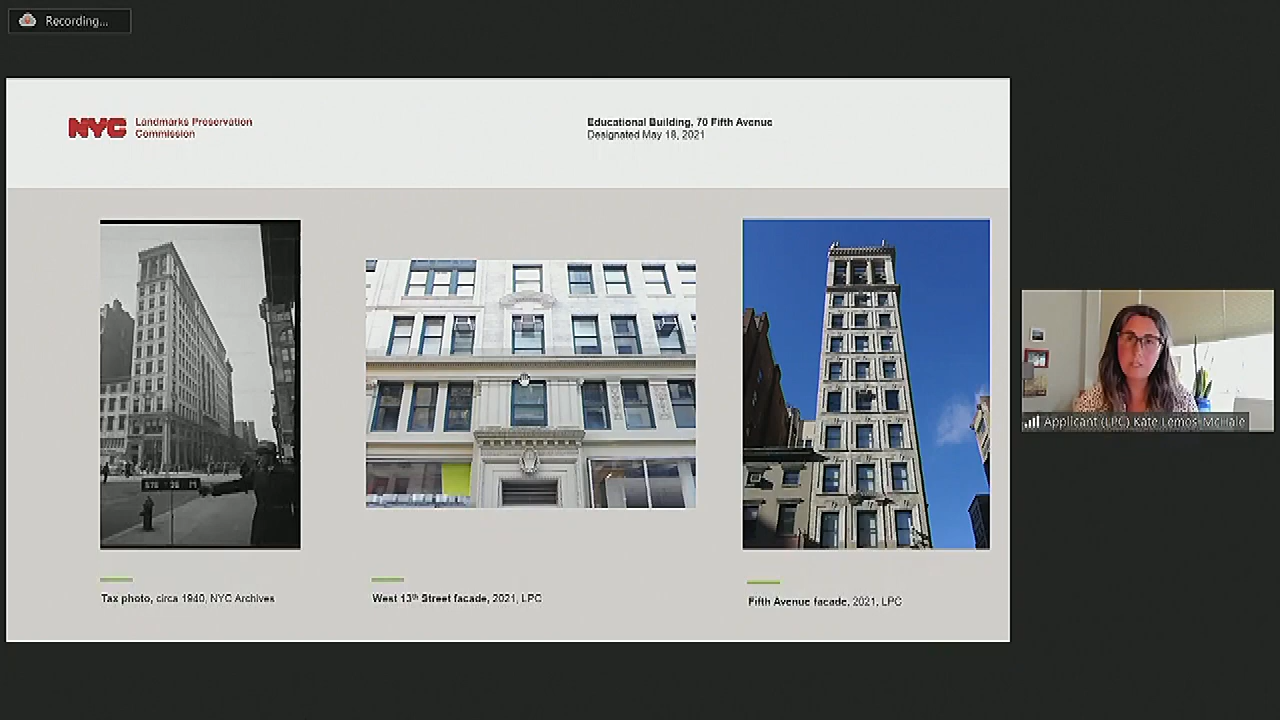 Recording...
NYC
Landmarks Preservation
Commission
Educational Building, 70 Fifth Avenue
Designated May 18, 2021
Tax photo, circa 1940, NYC Archives
West 13th Street facade, 2021, LPC
Fifth Avenue facade, 2021, LPC
Applicant (LPC) Kate Lemos McHale